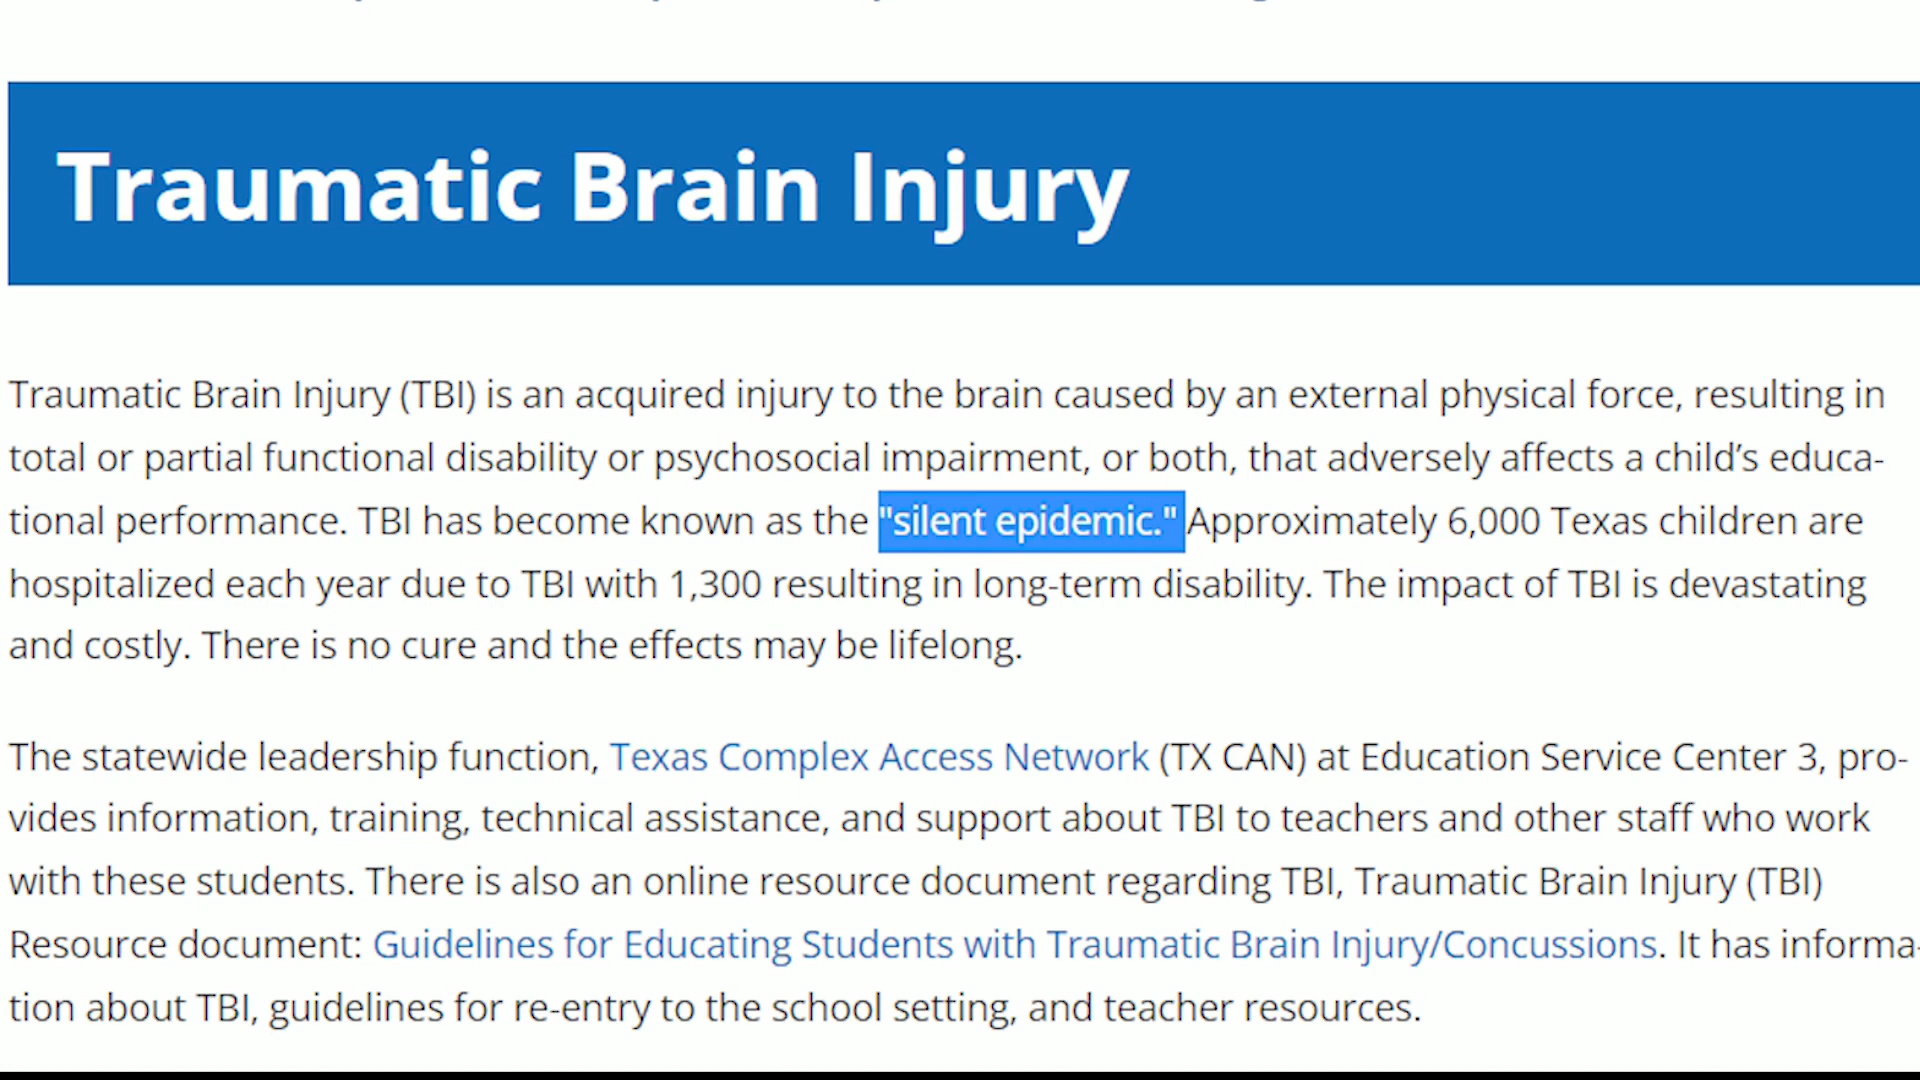 Traumatic Brain Injury
Traumatic Brain Injury (TBI) is an acquired injury to the brain caused by an external physical force, resulting in
total or partial functional disability or psychosocial impairment, or both, that adversely affects a child’s educa-
tional performance. TBI has become known as the "silent epidemic." Approximately 6,000 Texas children are
hospitalized each year due to TBI with 1,300 resulting in long-term disability. The impact of TBI is devastating
and costly. There is no cure and the effects may be lifelong.
The statewide leadership function, Texas Complex Access Network (TX CAN) at Education Service Center 3, pro-
vides information, training, technical assistance, and support about TBI to teachers and other staff who work
with these students. There is also an online resource document regarding TBI, Traumatic Brain Injury (TBI)
Resource document: Guidelines for Educating Students with Traumatic Brain Injury/Concussions. It has informa-
tion about TBI, guidelines for re-entry to the school setting, and teacher resources.